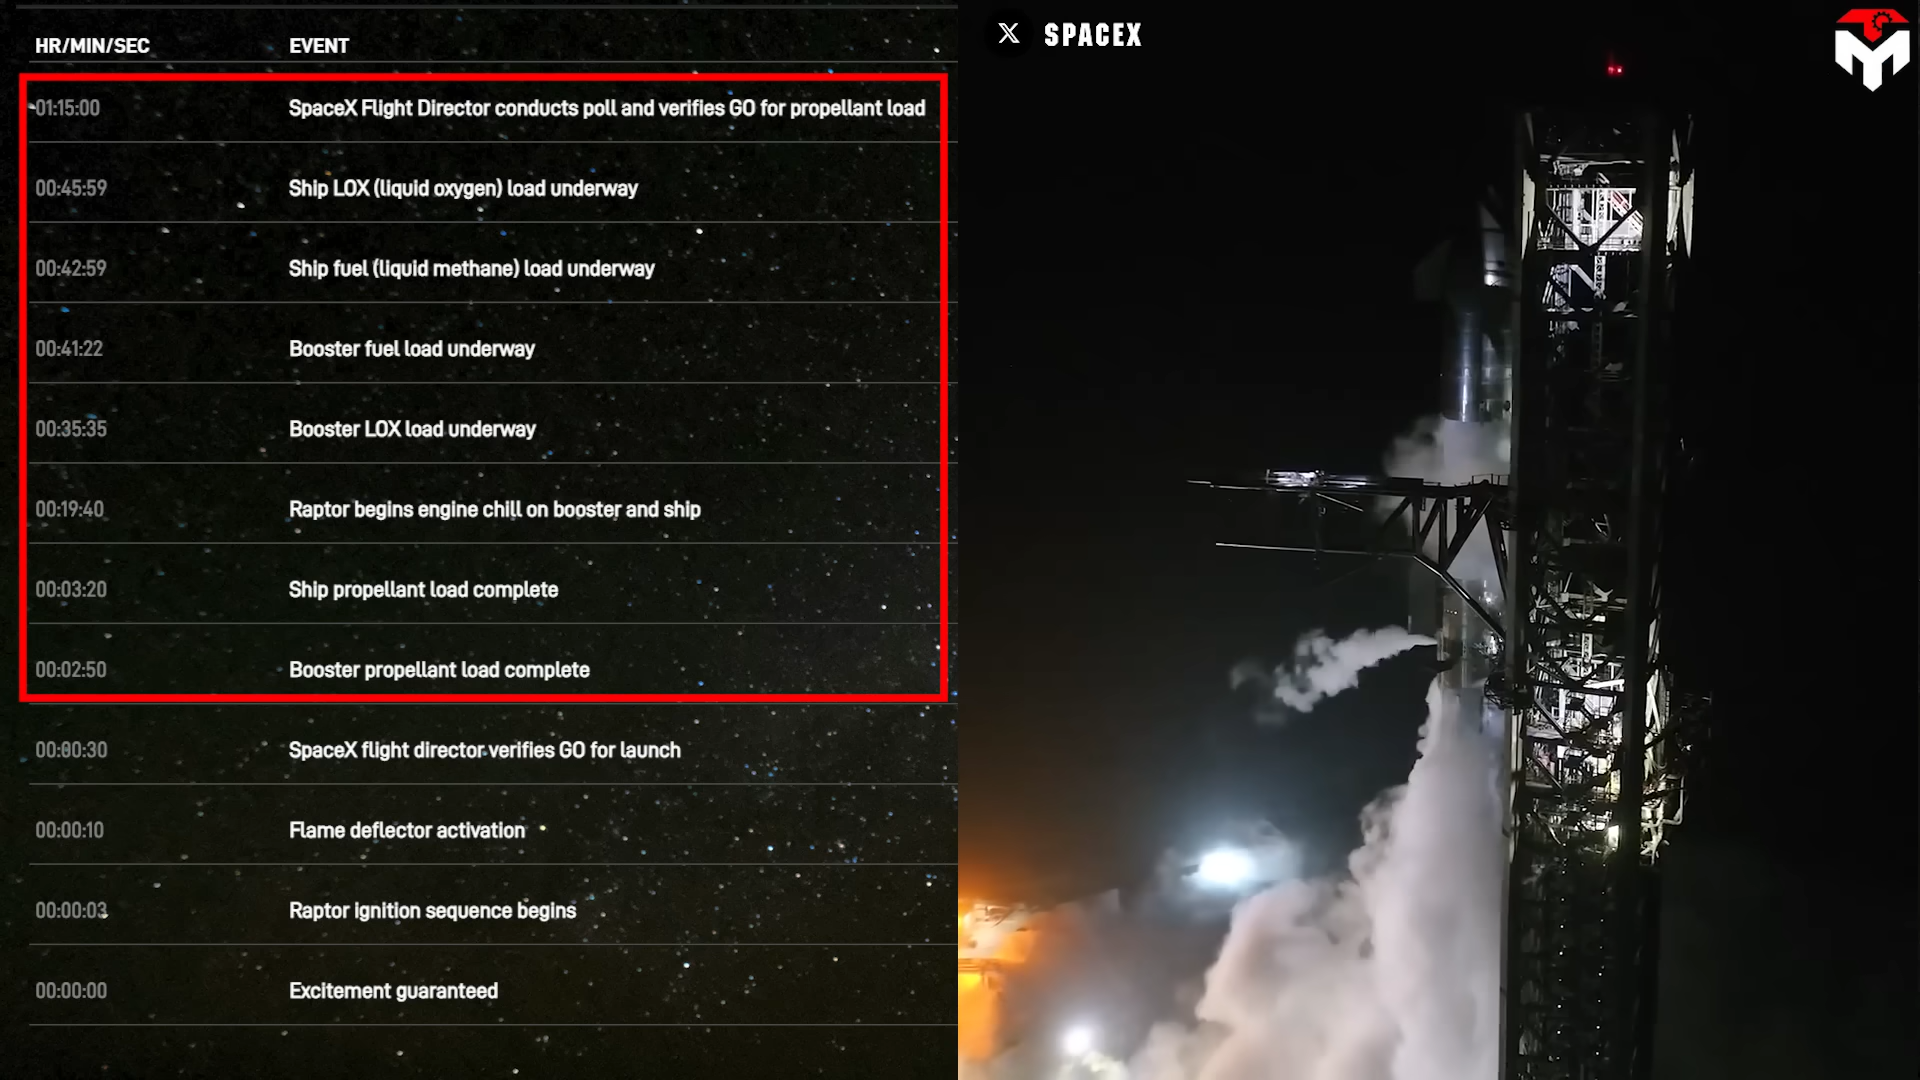 HR/MIN/SEC EVENT
01:15:00 SpaceX Flight Director conducts poll and verifies GO for propellant load
00:45:59 Ship LOX (liquid oxygen) load underway
00:42:59 Ship fuel (liquid methane) load underway
00:41:22 Booster fuel load underway
00:35:35 Booster LOX load underway
00:19:40 Raptor begins engine chill on booster and ship
00:03:20 Ship propellant load complete
00:02:50 Booster propellant load complete
00:00:30 SpaceX flight director verifies GO for launch
00:00:10 Flame deflector activation
00:00:03 Raptor ignition sequence begins
00:00:00 Excitement guaranteed
X SPACEX